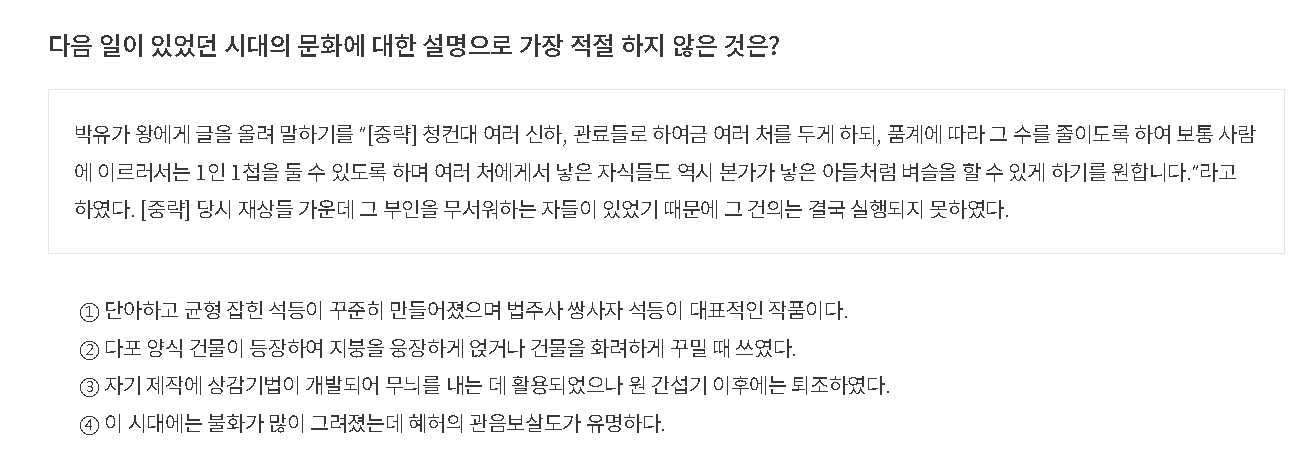 다음 일이 있었던 시대의 문화에 대한 설명으로 가장 적절 하지 않은 것은?
박유가 왕에게 글을 올려 말하기를 “[중략] 청컨대 여러 신하, 관료들로 하여금 여러 처를 두게 하되, 품계에 따라 그 수를 줄이도록 하여 보통 사람
에 이르러서는 1인 1첩을 둘 수 있도록 하며 여러 처에게서 낳은 자식들도 역시 본가가 낳은 아들처럼 벼슬을 할 수 있게 하기를 원합니다.”라고
하였다. [중략] 당시 재상들 가운데 그 부인을 무서워하는 자들이 있었기 때문에 그 건의는 결국 실행되지 못하였다.
① 단아하고 균형 잡힌 석등이 꾸준히 만들어졌으며 법주사 쌍사자 석등이 대표적인 작품이다.
② 다포 양식 건물이 등장하여 지붕을 웅장하게 얹거나 건물을 화려하게 꾸밀 때 쓰였다.
③ 자기 제작에 상감기법이 개발되어 무늬를 내는 데 활용되었으나 원 간섭기 이후에는 퇴조하였다.
④ 이 시대에는 불화가 많이 그려졌는데 혜허의 관음보살도가 유명하다.